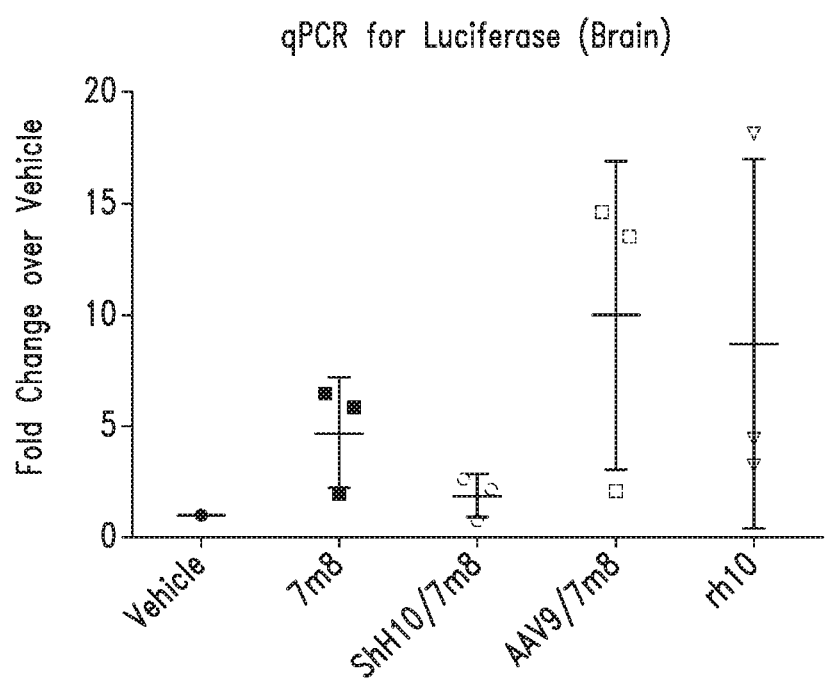 qPCR for Luciferase (Brain)
Fold Change over Vehicle
20
15
10
5
0
Vehicle
7m8
ShH10/7m8
AAV9/7m8
rh10